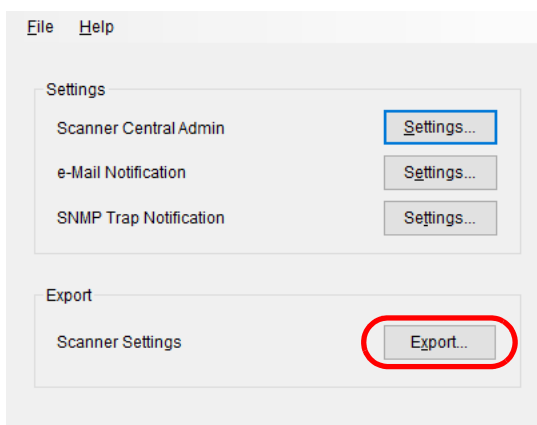 File Help
Settings
Scanner Central Admin Settings...
e-Mail Notification Settings...
SNMP Trap Notification Settings...
Export
Scanner Settings Export...